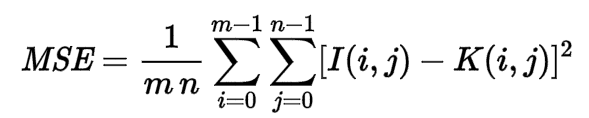 MSE = \frac{1}{m\,n} \sum_{i=0}^{m-1} \sum_{j=0}^{n-1} [I(i,j) - K(i,j)]^2